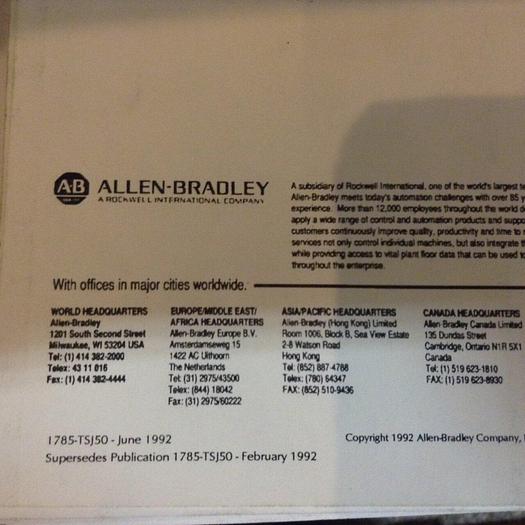 AB ALLEN-BRADLEY
A ROCKWELL INTERNATIONAL COMPANY
A subsidiary of Rockwell International, one of the world's largest
Allen-Bradley meets today's automation challenges with over 85
experience. More than 12,000 employees throughout the world
apply a wide range of control and automation products and
customers continuously improve quality, productivity and time to
services not only control individual machines, but also integrate
while providing access to vital plant floor data that can be used to
throughout the enterprise.
With offices in major cities worldwide.
WORLD HEADQUARTERS
Allen-Bradley
1201 South Second Street
Milwaukee, WI 53204 USA
Tel: (1) 414 382-2000
Telex: 43 11 016
Fax: (1) 414 382-4444
EUROPE/MIDDLE EAST/
AFRICA HEADQUARTERS
Allen-Bradley Europe B.V.
Amsterdamseweg 15
1422 AC Uithoorn
The Netherlands
Tel: (31) 2975/43500
Telex: (844) 18042
Fax: (31) 2975/60222
ASIA/PACIFIC HEADQUARTERS
Allen-Bradley (Hong Kong) Limited
Room 1006, Block B, Sea View Estate
2-8 Watson Road
Hong Kong
Tel: (852) 887-4788
Telex: (780) 64347
FAX: (852) 510-9436
CANADA HEADQUARTERS
Allen Bradley Canada Limited
135 Dundas Street
Cambridge, Ontario N1R 5X1
Canada
Tel: (1) 519 623-1810
FAX: (1) 519 623-8930
1785-TSJ50 - June 1992
Supersedes Publication 1785-TSJ50 - February 1992
Copyright 1992 Allen-Bradley Company,